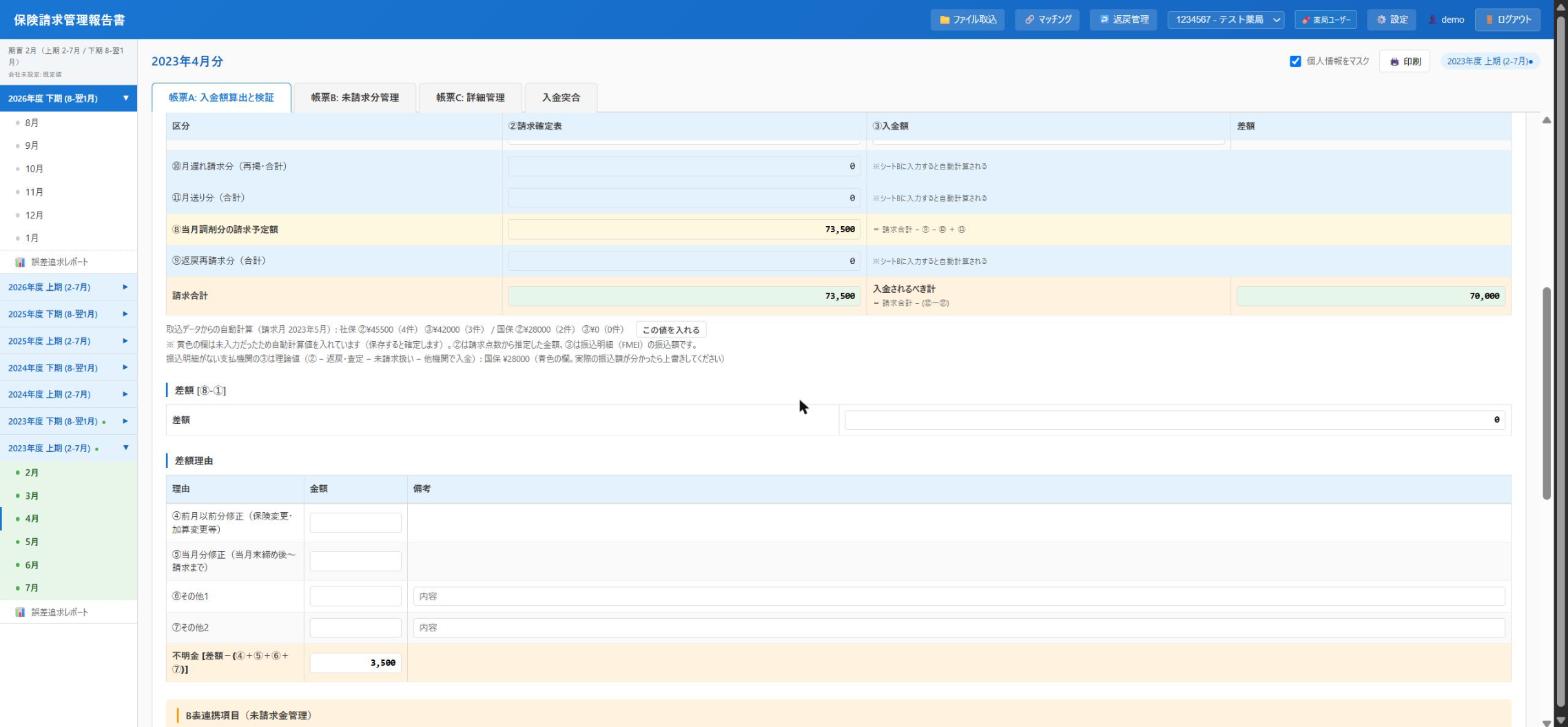 保険請求管理報告書
ファイル取込
マッチング
返戻管理
1234567 - テスト薬局
薬局ユーザー
設定
demo
ログアウト
期首 2月（上期 2-7月 / 下期 8-翌1月）
会社未設定: 既定値
2026年度 下期 (8-翌1月) ▼
8月
9月
10月
11月
12月
1月
誤差追求レポート
2026年度 上期 (2-7月) ▶
2025年度 下期 (8-翌1月) ▶
2025年度 上期 (2-7月) ▶
2024年度 下期 (8-翌1月) ▶
2024年度 上期 (2-7月) ▶
2023年度 下期 (8-翌1月) ● ▶
2023年度 上期 (2-7月) ● ▼
2月
3月
4月
5月
6月
7月
誤差追求レポート
2023年4月分
個人情報をマスク
印刷
2023年度 上期 (2-7月)●
帳票A: 入金額算出と検証
帳票B: 未請求分管理
帳票C: 詳細管理
入金突合
区分 ②請求確定表 ③入金額 差額
月遅れ請求分（再掲・合計） 0 ※シートBに入力すると自動計算される
月送り分（合計） 0 ※シートBに入力すると自動計算される
⑧当月調剤分の請求予定額 73,500
⑨返戻再請求分（合計） 0 ※シートBに入力すると自動計算される
請求合計 73,500 入金されるべき計 70,000
取込データからの自動計算（請求月 2023年5月）: 社保 ②¥45500（4件） ③¥42000（3件） / 国保 ②¥28000（2件） ③¥0（0件） この値を入れる
※ 黄色の欄は未入力だったため自動計算値を入れています（保存すると確定します）。②は請求点数から推定した金額、③は振込明細（FMEI）の振込額です。
振込明細がない支払機関の③は理論値（② − 返戻・査定 − 未請求扱い − 他機関で入金）: 国保 ¥28000（青色の欄。実際の振込額が分かったら上書きしてください）
差額 [⑧-①]
差額 0
差額理由
理由 金額 備考
④前月以前分修正（保険変更・加算変更等）
⑤当月分修正（当月末締め後～請求まで）
⑥その他1 内容
⑦その他2 内容
不明金 [差額－(④＋⑤＋⑥＋⑦)] 3,500
B表連携項目（未請求金管理）